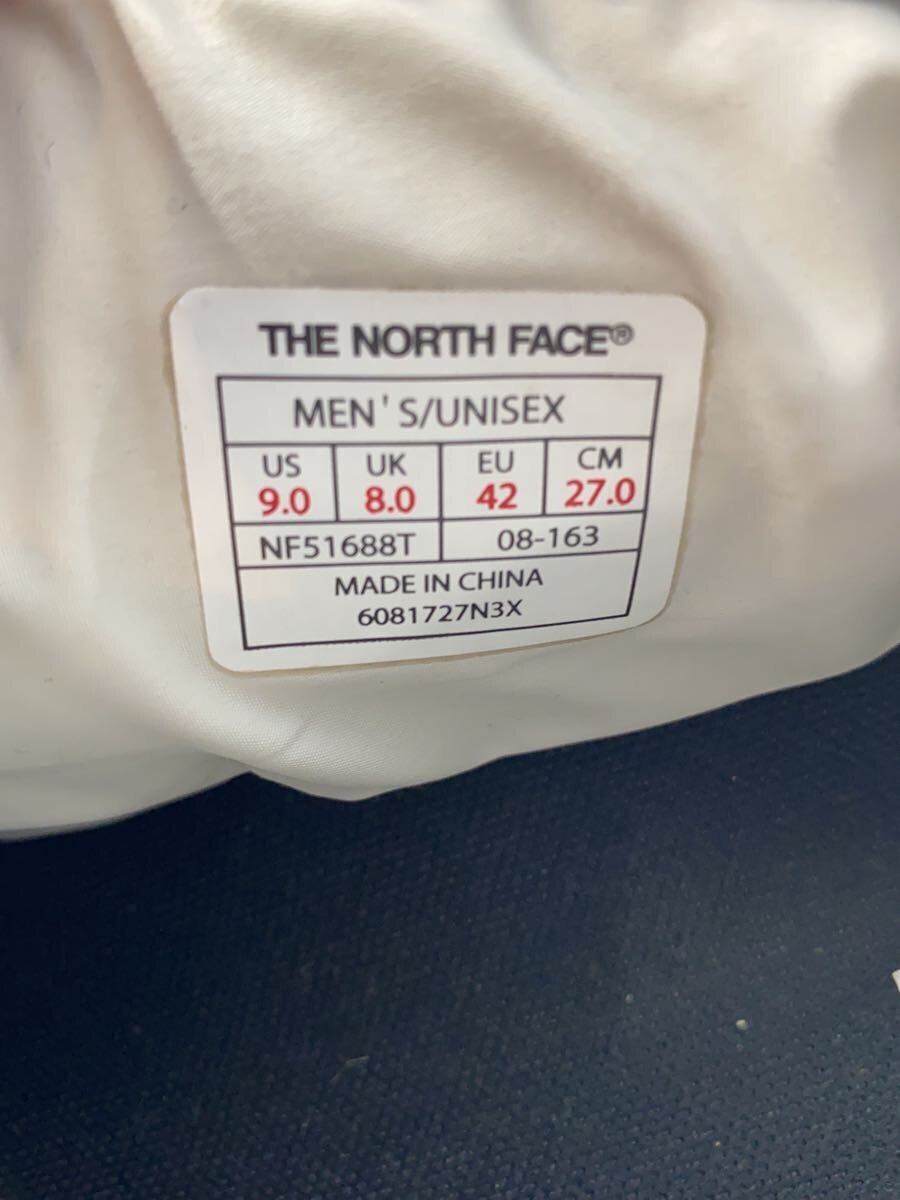 THE NORTH FACE®
MEN'S/UNISEX
US UK EU CM
9.0 8.0 42 27.0
NF51688T 08-163
MADE IN CHINA
6081727N3X